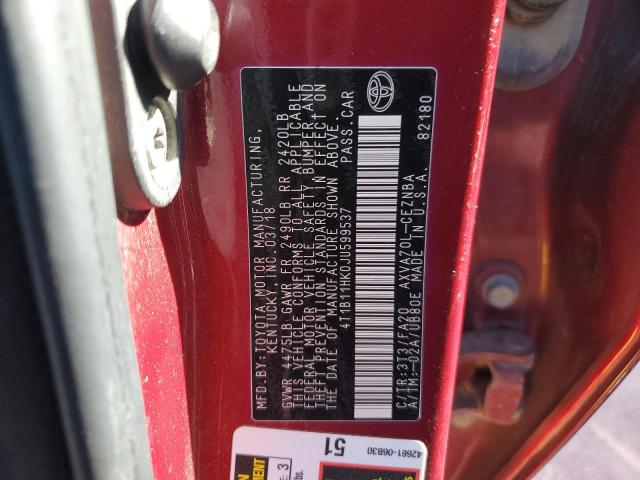 MFD.BY:TOYOTA MOTOR MANUFACTURING,
KENTUCKY, INC. 03/18
GVWR 4475LB GAWR FR 2490LB RR 2420LB
THIS VEHICLE CONFORMS TO ALL APPLICABLE
FEDERAL MOTOR VEHICLE SAFETY, BUMPER, AND
THEFT PREVENTION STANDARDS IN EFFECT ON
THE DATE OF MANUFACTURE SHOWN ABOVE.
4T1B11HK0JU599537 PASS. CAR
C/TR:3T3/FA20 AXVA70L-CEZNBA
A/TM:-02A/UB80E MADE IN U.S.A.
82180
51
42661-06B30
3